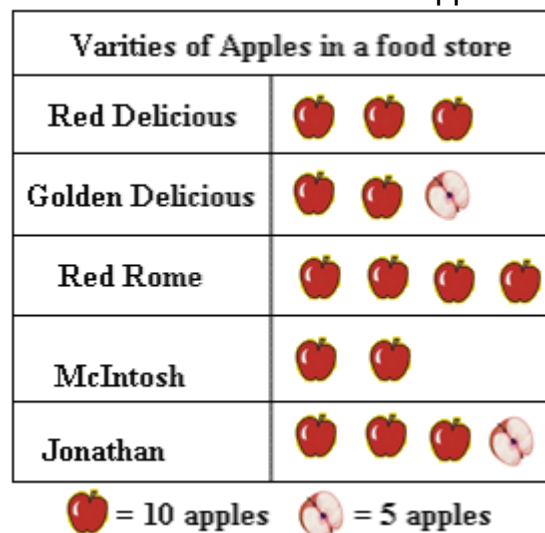 Varities of Apples in a food store
Red Delicious
Golden Delicious
Red Rome
McIntosh
Jonathan
= 10 apples = 5 apples